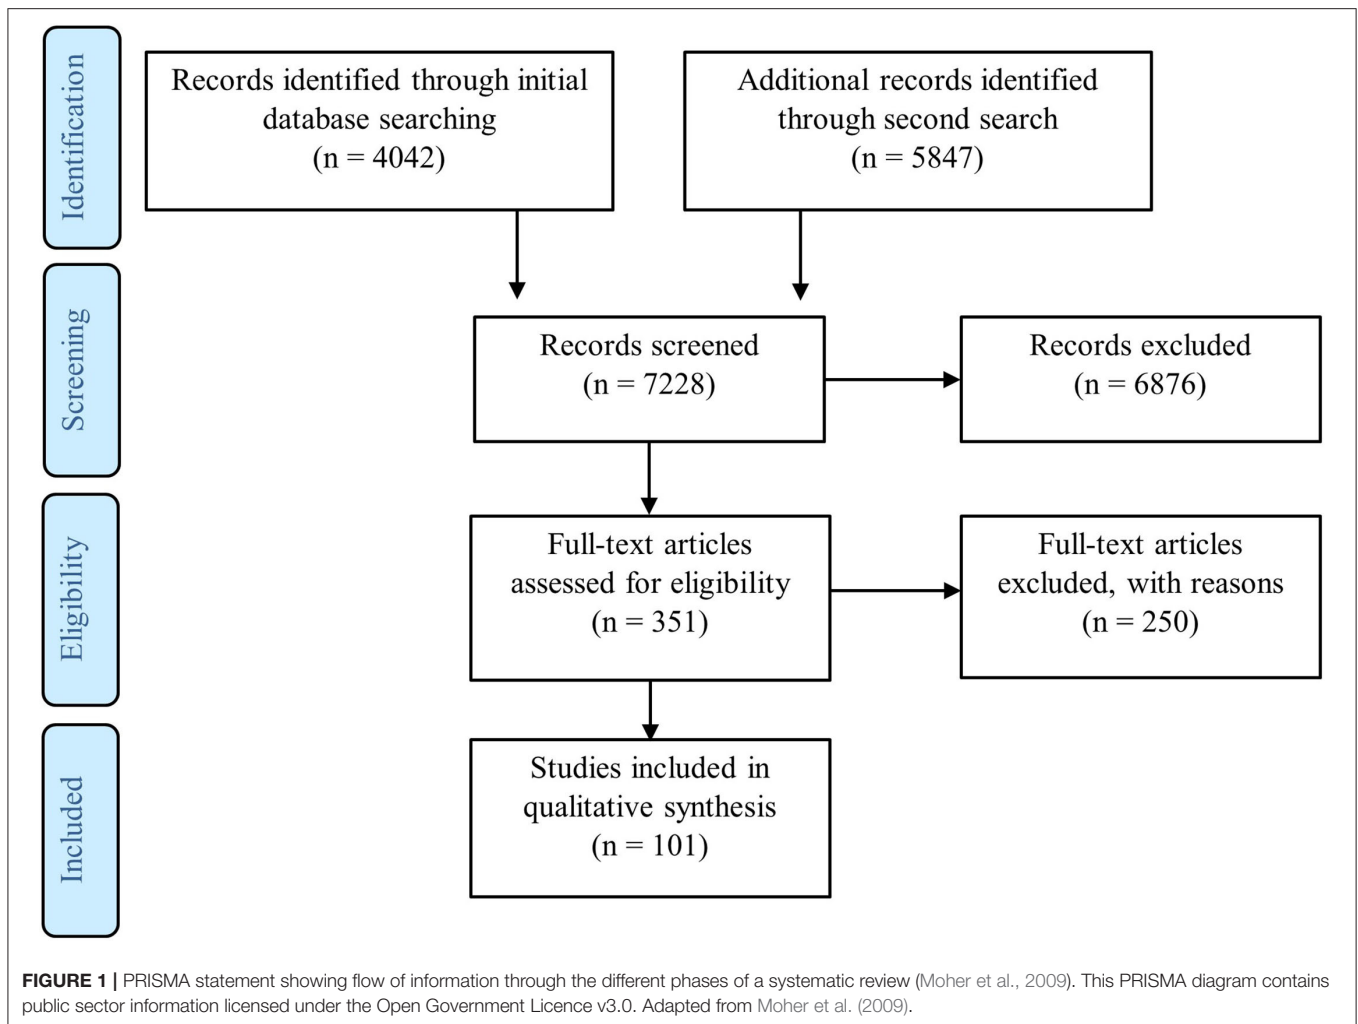 Identification
Records identified through initial
database searching
(n = 4042)
Additional records identified
through second search
(n = 5847)
Screening
Records screened
(n = 7228)
Records excluded
(n = 6876)
Eligibility
Full-text articles
assessed for eligibility
(n = 351)
Full-text articles
excluded, with reasons
(n = 250)
Included
Studies included in
qualitative synthesis
(n = 101)
FIGURE 1 | PRISMA statement showing flow of information through the different phases of a systematic review (Moher et al., 2009). This PRISMA diagram contains
public sector information licensed under the Open Government Licence v3.0. Adapted from Moher et al. (2009).